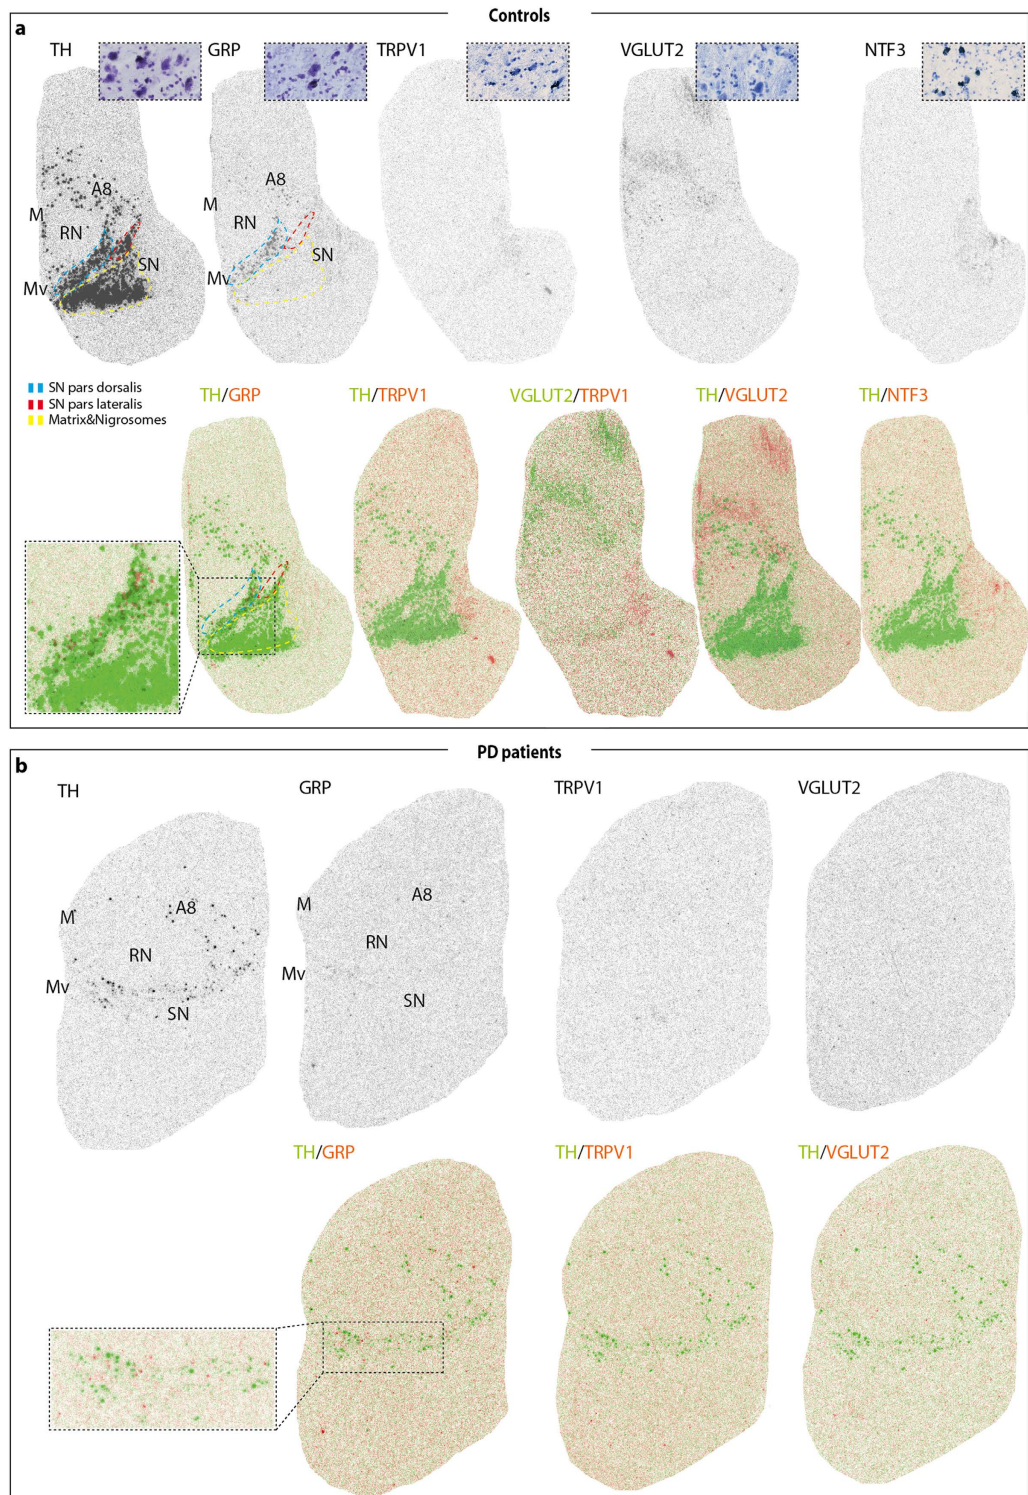 Controls
a
TH
GRP
TRPV1
VGLUT2
NTF3
A8
M
RN
SN
Mv
A8
M
RN
SN
Mv
SN pars dorsalis
SN pars lateralis
Matrix&Nigrosomes
TH/GRP
TH/TRPV1
VGLUT2/TRPV1
TH/VGLUT2
TH/NTF3
PD patients
b
TH
GRP
TRPV1
VGLUT2
A8
M
RN
Mv
SN
A8
M
RN
Mv
SN
TH/GRP
TH/TRPV1
TH/VGLUT2